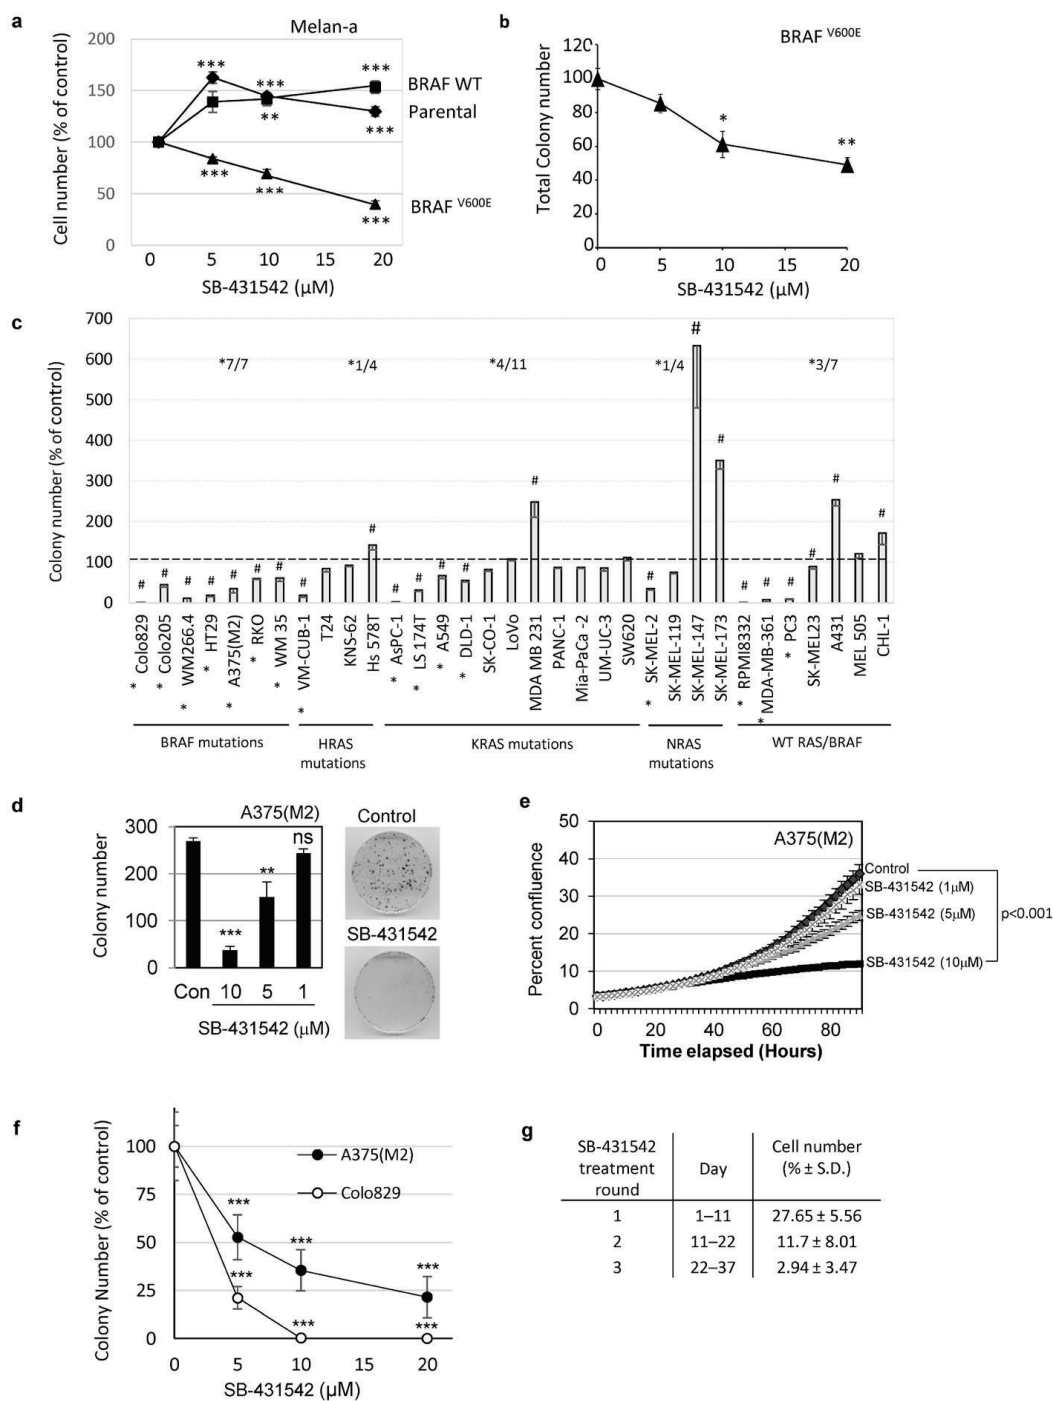 a
Melan-a
Cell number (% of control)
200
150
100
50
0
***
***
***
**
***
***
***
***
BRAF WT
Parental
BRAF V600E
0 5 10 15 20
SB-431542 (μM)
b
BRAF V600E
Total Colony number
120
100
80
60
40
20
0
*
**
0 5 10 15 20
SB-431542 (μM)
c
Colony number (% of control)
700
600
500
400
300
200
100
0
*7/7 *1/4 *4/11 *1/4 *3/7
# # # # # # # # # # # # # # # # # # # # # # #
* Colo829
* Colo205
* WM266.4
* HT29
* A375(M2)
* RKO
* WM 35
* VM-CUB-1
T24
KNS-62
Hs 578T
* AsPC-1
* LS 174T
* A549
* DLD-1
SK-CO-1
LoVo
MDA MB 231
PANC-1
Mia-PaCa -2
UM-UC-3
SW620
* SK-MEL-2
SK-MEL-119
SK-MEL-147
SK-MEL-173
* RPMI8332
* MDA-MB-361
* PC3
SK-MEL23
A431
MEL 505
CHL-1
BRAF mutations
HRAS
mutations
KRAS mutations
NRAS
mutations
WT RAS/BRAF
d
A375(M2)
Colony number
300
200
100
0
***
**
ns
Con 10 5 1
SB-431542 (μM)
Control
SB-431542
e
A375(M2)
Percent confluence
50
40
30
20
10
0
Control
SB-431542 (1μM)
SB-431542 (5μM)
SB-431542 (10μM)
p<0.001
0 20 40 60 80
Time elapsed (Hours)
f
Colony Number (% of control)
100
75
50
25
0
A375(M2)
Colo829
***
***
***
***
***
***
0 5 10 15 20
SB-431542 (μM)
g
SB-431542
treatment
round
Day
Cell number
(% ± S.D.)
1 1–11 27.65 ± 5.56
2 11–22 11.7 ± 8.01
3 22–37 2.94 ± 3.47